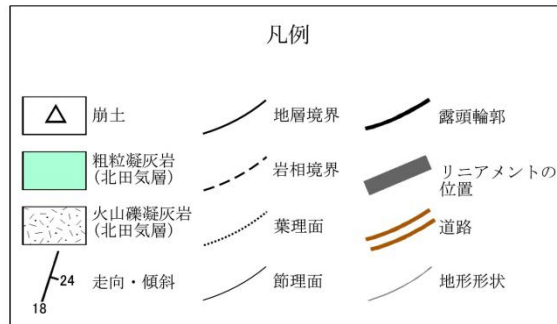 凡例
崩土
地層境界
露頭輪郭
粗粒凝灰岩
(北田気層)
岩相境界
リニアメントの
位置
火山礫凝灰岩
(北田気層)
葉理面
道路
24
18
走向・傾斜
節理面
地形形状